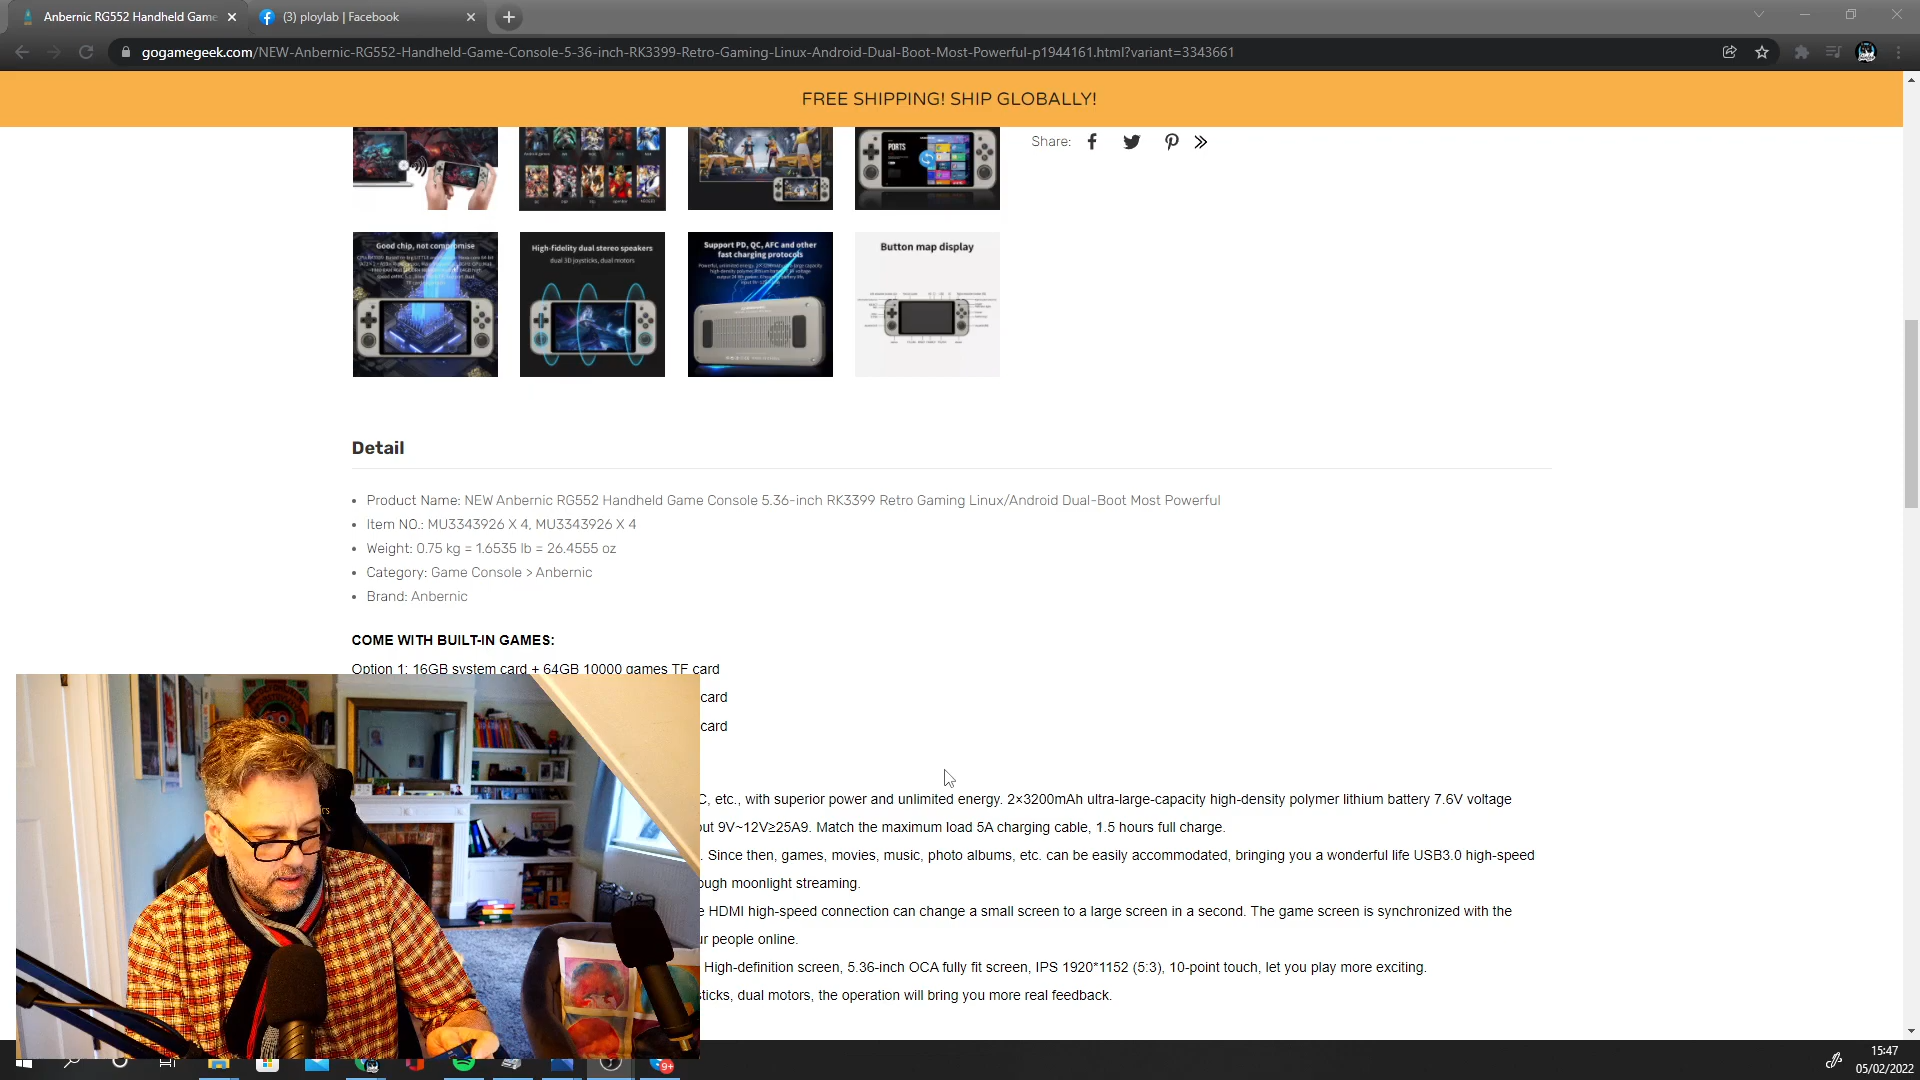 Anbernic RG552 Handheld Game
(3) ploylab | Facebook
gogamegeek.com/NEW-Anbernic-RG552-Handheld-Game-Console-5-36-inch-RK3399-Retro-Gaming-Linux-Android-Dual-Boot-Most-Powerful-p1944161.html?variant=3343661
FREE SHIPPING! SHIP GLOBALLY!
PORTS
Share:
Good chip, not compromise
High-fidelity dual stereo speakers
dual 3D joysticks, dual motors
Support PD, QC, AFC and other
fast charging protocols
Button map display
Detail
• Product Name: NEW Anbernic RG552 Handheld Game Console 5.36-inch RK3399 Retro Gaming Linux/Android Dual-Boot Most Powerful
• Item NO.: MU3343926 X 4, MU3343926 X 4
• Weight: 0.75 kg = 1.6535 lb = 26.4555 oz
• Category: Game Console > Anbernic
• Brand: Anbernic
COME WITH BUILT-IN GAMES:
Option 1: 16GB system card + 64GB 10000 games TF card
card
card
C, etc., with superior power and unlimited energy. 2×3200mAh ultra-large-capacity high-density polymer lithium battery 7.6V voltage
out 9V~12V≥25A9. Match the maximum load 5A charging cable, 1.5 hours full charge.
. Since then, games, movies, music, photo albums, etc. can be easily accommodated, bringing you a wonderful life USB3.0 high-speed
ough moonlight streaming.
e HDMI high-speed connection can change a small screen to a large screen in a second. The game screen is synchronized with the
ur people online.
High-definition screen, 5.36-inch OCA fully fit screen, IPS 1920*1152 (5:3), 10-point touch, let you play more exciting.
sticks, dual motors, the operation will bring you more real feedback.
9+
15:47
05/02/2022